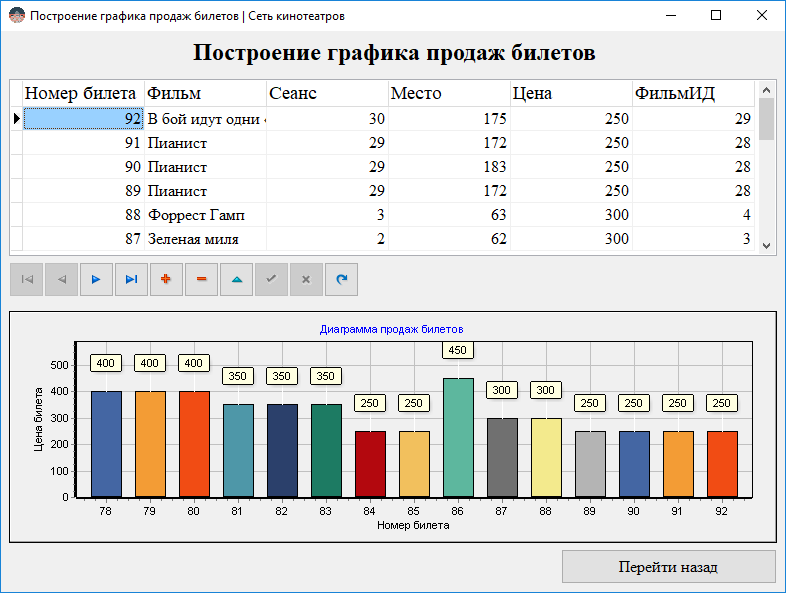 Построение графика продаж билетов | Сеть кинотеатров
Построение графика продаж билетов
Номер билета Фильм Сеанс Место Цена ФильмИД
92 В бой идут одни 30 175 250 29
91 Пианист 29 172 250 28
90 Пианист 29 183 250 28
89 Пианист 29 172 250 28
88 Форрест Гамп 3 63 300 4
87 Зеленая миля 2 62 300 3
Диаграмма продаж билетов
Цена билета
500
400
300
200
100
0
400 400 400 350 350 350 250 250 450 300 300 250 250 250 250
78 79 80 81 82 83 84 85 86 87 88 89 90 91 92
Номер билета
Перейти назад